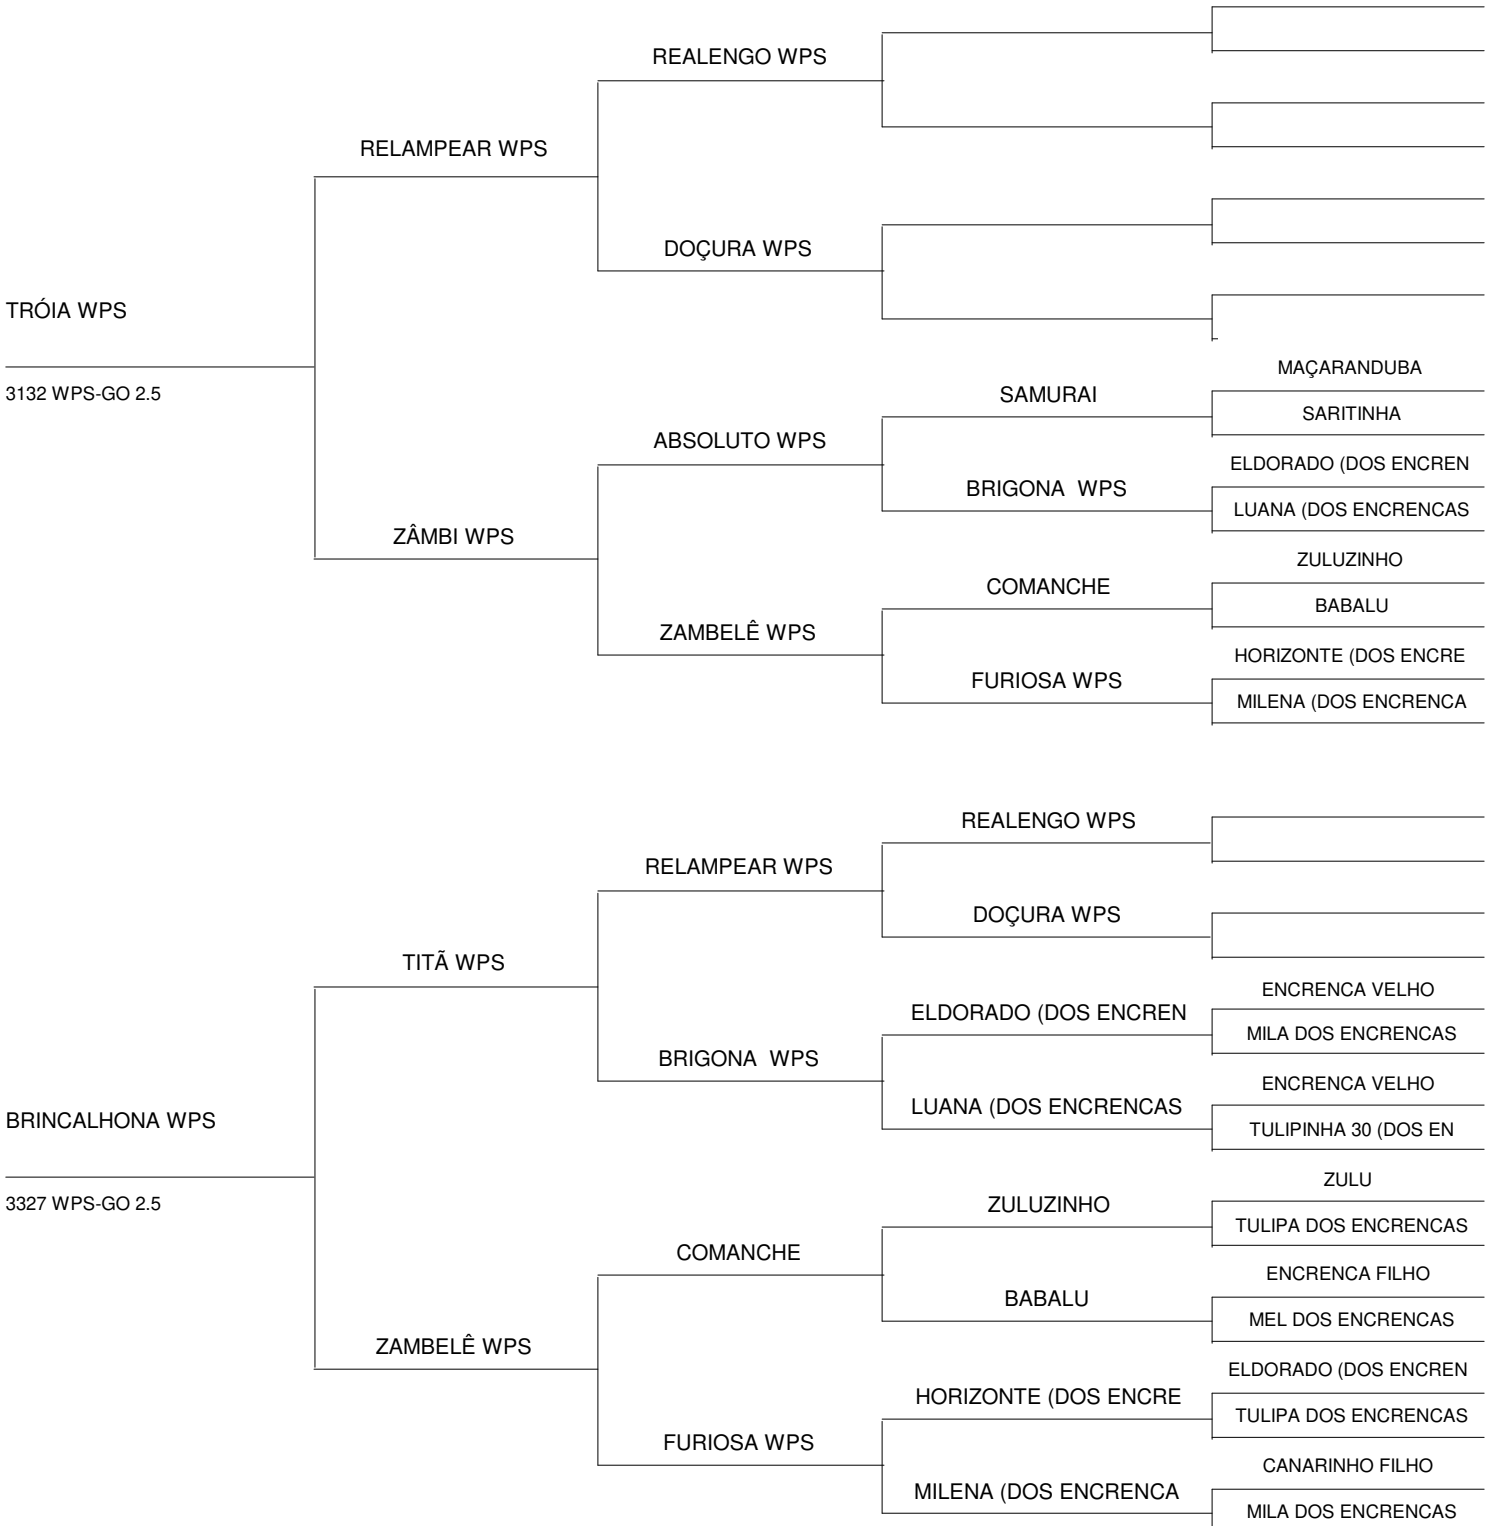 REALENGO WPS
RELAMPEAR WPS
DOÇURA WPS
TRÓIA WPS
3132 WPS-GO 2.5
MAÇARANDUBA
SAMURAI
SARITINHA
ABSOLUTO WPS
ELDORADO (DOS ENCREN
BRIGONA  WPS
LUANA (DOS ENCRENCAS
ZÂMBI WPS
ZULUZINHO
COMANCHE
BABALU
ZAMBELÊ WPS
HORIZONTE (DOS ENCRE
FURIOSA WPS
MILENA (DOS ENCRENCA
REALENGO WPS
RELAMPEAR WPS
DOÇURA WPS
TITÃ WPS
ENCRENCA VELHO
ELDORADO (DOS ENCREN
MILA DOS ENCRENCAS
BRIGONA  WPS
ENCRENCA VELHO
LUANA (DOS ENCRENCAS
TULIPINHA 30 (DOS EN
BRINCALHONA WPS
3327 WPS-GO 2.5
ZULU
ZULUZINHO
TULIPA DOS ENCRENCAS
COMANCHE
ENCRENCA FILHO
BABALU
MEL DOS ENCRENCAS
ZAMBELÊ WPS
ELDORADO (DOS ENCREN
HORIZONTE (DOS ENCRE
TULIPA DOS ENCRENCAS
FURIOSA WPS
CANARINHO FILHO
MILENA (DOS ENCRENCA
MILA DOS ENCRENCAS